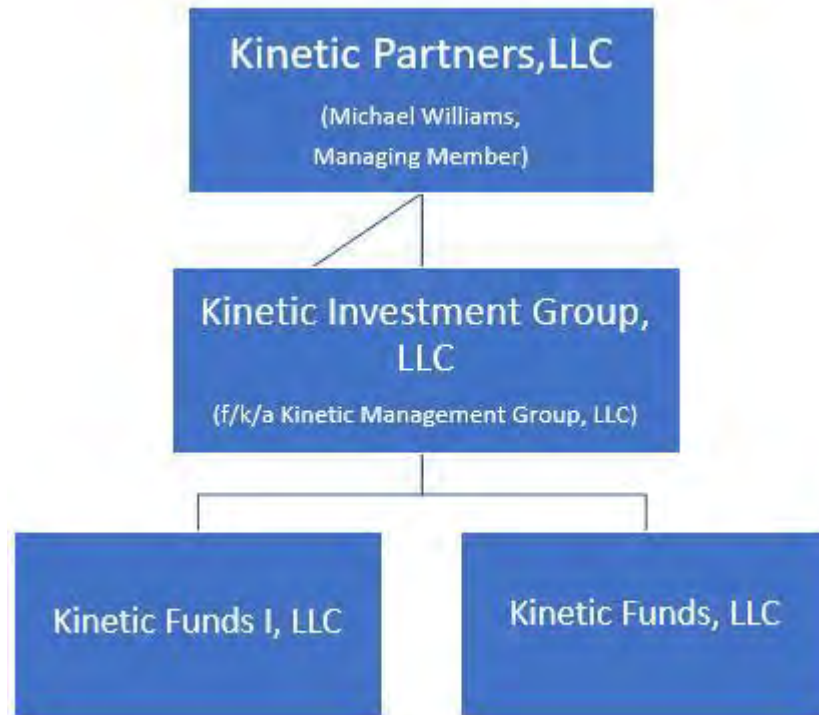 Kinetic Partners,LLC
(Michael Williams,
Managing Member)
Kinetic Investment Group,
LLC
(f/k/a Kinetic Management Group, LLC)
Kinetic Funds I, LLC
Kinetic Funds, LLC